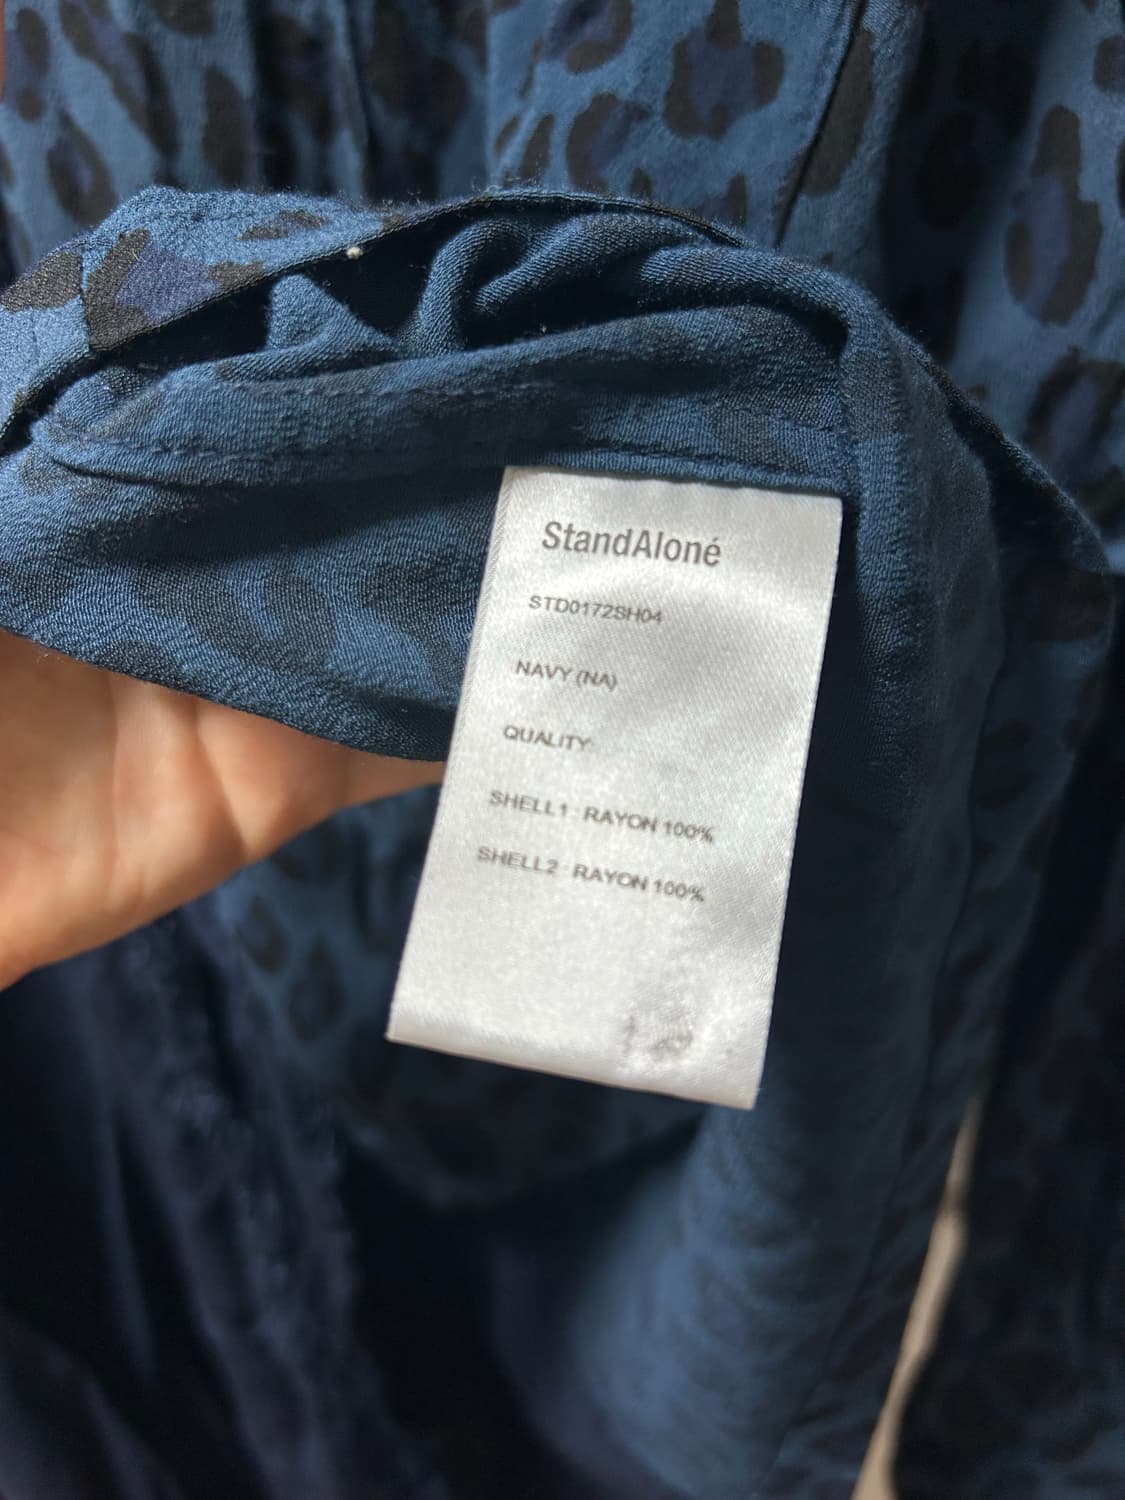 StandAloné
STD0172SH04
NAVY (NA)
QUALITY:
SHELL1 : RAYON 100%
SHELL2 : RAYON 100%